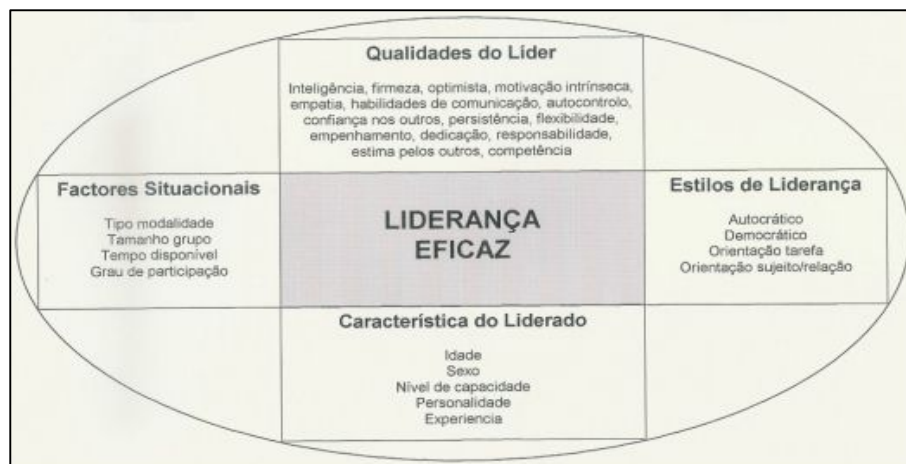 Qualidades do Líder
Inteligência, firmeza, optimista, motivação intrínseca,
empatia, habilidades de comunicação, autocontrolo,
confiança nos outros, persistência, flexibilidade,
empenhamento, dedicação, responsabilidade,
estima pelos outros, competência
Factores Situacionais
Tipo modalidade
Tamanho grupo
Tempo disponível
Grau de participação
LIDERANÇA
EFICAZ
Estilos de Liderança
Autocrático
Democrático
Orientação tarefa
Orientação sujeito/relação
Característica do Liderado
Idade
Sexo
Nível de capacidade
Personalidade
Experiencia